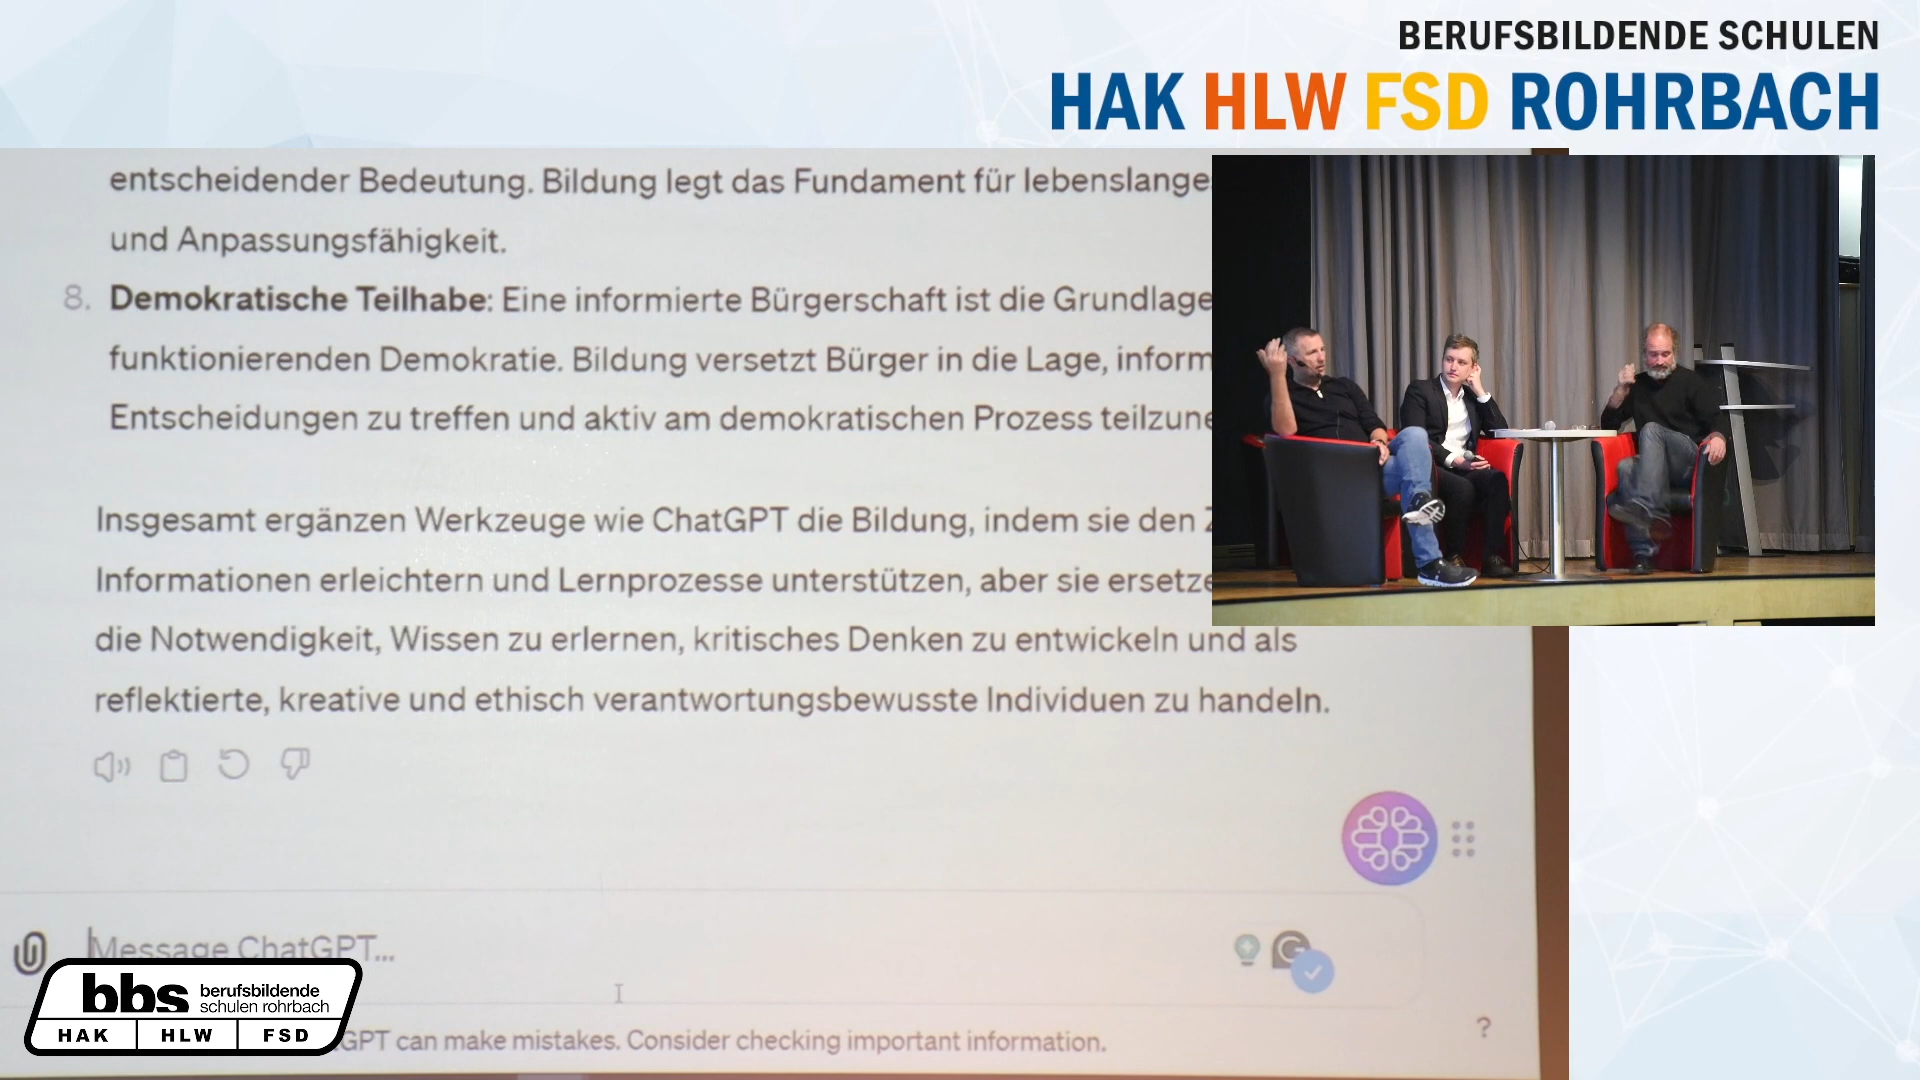 BERUFSBILDENDE SCHULEN
HAK HLW FSD ROHRBACH
entscheidender Bedeutung. Bildung legt das Fundament für lebenslange
und Anpassungsfähigkeit.
8. Demokratische Teilhabe: Eine informierte Bürgerschaft ist die Grundlage
funktionierenden Demokratie. Bildung versetzt Bürger in die Lage, inform
Entscheidungen zu treffen und aktiv am demokratischen Prozess teilzune
Insgesamt ergänzen Werkzeuge wie ChatGPT die Bildung, indem sie den
Informationen erleichtern und Lernprozesse unterstützen, aber sie ersetze
die Notwendigkeit, Wissen zu erlernen, kritisches Denken zu entwickeln und als
reflektierte, kreative und ethisch verantwortungsbewusste Individuen zu handeln.
Message ChatGPT...
GPT can make mistakes. Consider checking important information.
?
bbs berufsbildende
schulen rohrbach
HAK HLW FSD